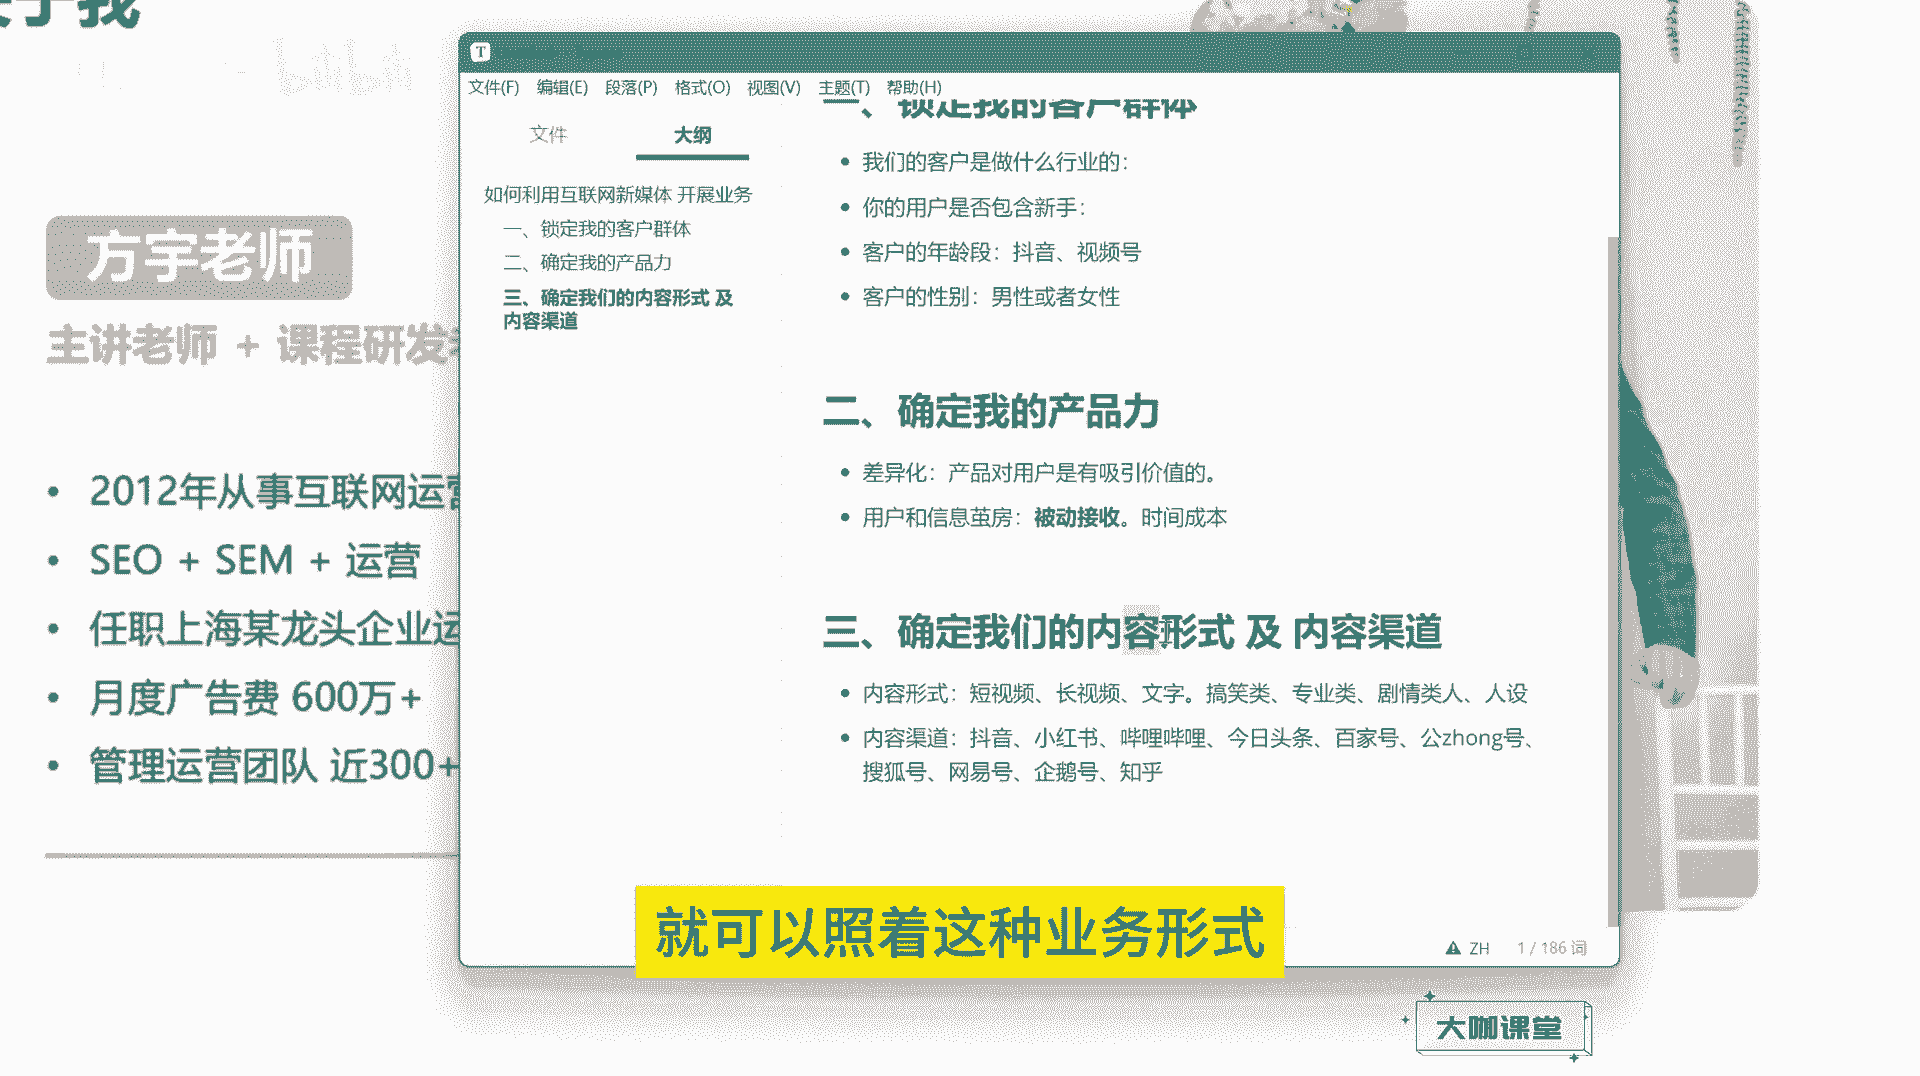 bilibili
方宇老师
主讲老师 + 课程研发
2012年从事互联网运营
SEO + SEM + 运营
任职上海某龙头企业运
月度广告费 600万+
管理运营团队 近300+
T
文件(F) 编辑(E) 段落(P) 格式(O) 视图(V) 主题(T) 帮助(H)
文件 大纲
如何利用互联网新媒体 开展业务
一、锁定我的客户群体
二、确定我的产品力
三、确定我们的内容形式 及
内容渠道
一、锁定我的客户群体
我们的客户是做什么行业的：
你的用户是否包含新手：
客户的年龄段：抖音、视频号
客户的性别：男性或者女性
二、确定我的产品力
差异化：产品对用户是有吸引价值的。
用户和信息茧房：被动接收。时间成本
三、确定我们的内容形式 及 内容渠道
内容形式：短视频、长视频、文字。搞笑类、专业类、剧情类人、人设
内容渠道：抖音、小红书、哔哩哔哩、今日头条、百家号、公zhong号、
搜狐号、网易号、企鹅号、知乎
ZH 1 / 186 词
就可以照着这种业务形式
大咖课堂